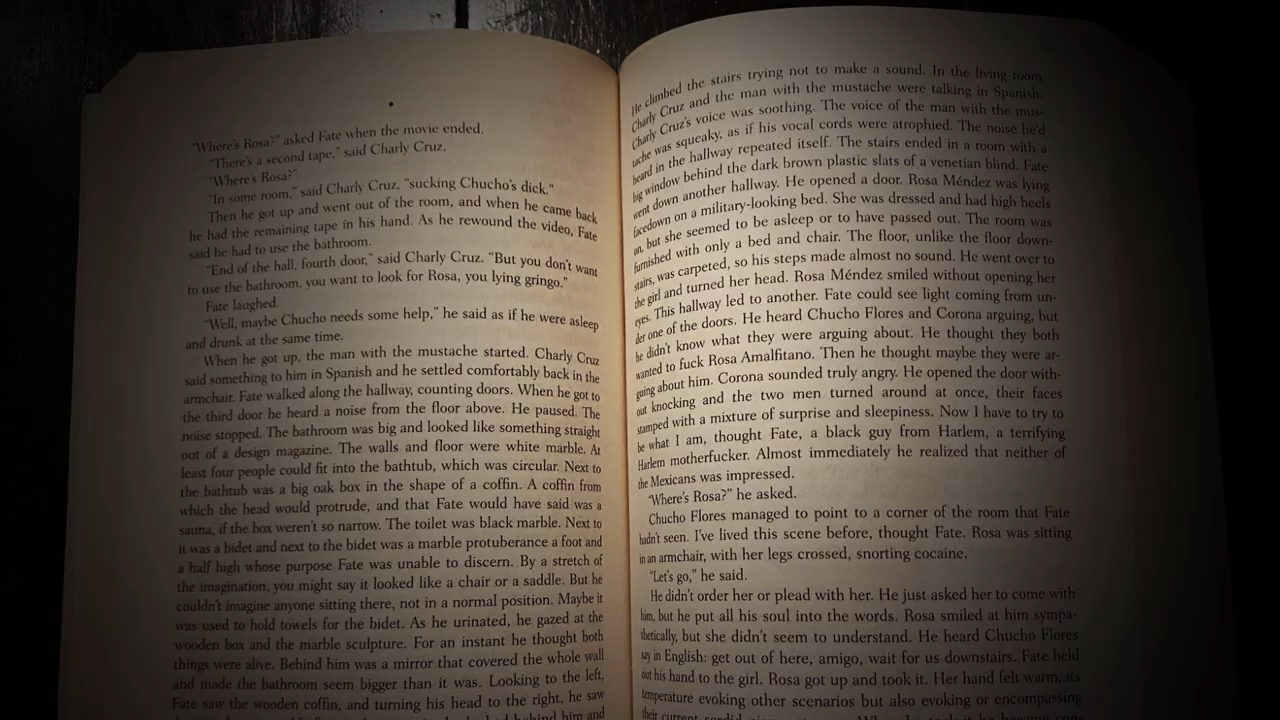 "Where's Rosa?" asked Fate when the movie ended.
"There's a second tape," said Charly Cruz.
"Where's Rosa?"
"In some room," said Charly Cruz, "sucking Chucho's dick."
Then he got up and went out of the room, and when he came back
he had the remaining tape in his hand. As he rewound the video, Fate
said he had to use the bathroom.
"End of the hall, fourth door," said Charly Cruz. "But you don't want
to use the bathroom, you want to look for Rosa, you lying gringo."
Fate laughed.
"Well, maybe Chucho needs some help," he said as if he were asleep
and drunk at the same time.
When he got up, the man with the mustache started. Charly Cruz
said something to him in Spanish and he settled comfortably back in the
armchair. Fate walked along the hallway, counting doors. When he got to
the third door he heard a noise from the floor above. He paused. The
noise stopped. The bathroom was big and looked like something straight
out of a design magazine. The walls and floor were white marble. At
least four people could fit into the bathtub, which was circular. Next to
the bathtub was a big oak box in the shape of a coffin. A coffin from
which the head would protrude, and that Fate would have said was a
sauna, if the box weren't so narrow. The toilet was black marble. Next to
it was a bidet and next to the bidet was a marble protuberance a foot and
a half high whose purpose Fate was unable to discern. By a stretch of
the imagination, you might say it looked like a chair or a saddle. But he
couldn't imagine anyone sitting there, not in a normal position. Maybe it
was used to hold towels for the bidet. As he urinated, he gazed at the
wooden box and the marble sculpture. For an instant he thought both
things were alive. Behind him was a mirror that covered the whole wall
and made the bathroom seem bigger than it was. Looking to the left,
Fate saw the wooden coffin, and turning his head to the right, he saw
behind him and
He climbed the stairs trying not to make a sound. In the living room
Charly Cruz and the man with the mustache were talking in Spanish.
Charly Cruz's voice was soothing. The voice of the man with the mus-
tache was squeaky, as if his vocal cords were atrophied. The noise he'd
heard in the hallway repeated itself. The stairs ended in a room with a
big window behind the dark brown plastic slats of a venetian blind. Fate
went down another hallway. He opened a door. Rosa Méndez was lying
facedown on a military-looking bed. She was dressed and had high heels
on, but she seemed to be asleep or to have passed out. The room was
furnished with only a bed and chair. The floor, unlike the floor down-
stairs, was carpeted, so his steps made almost no sound. He went over to
the girl and turned her head. Rosa Méndez smiled without opening her
eyes. This hallway led to another. Fate could see light coming from un-
der one of the doors. He heard Chucho Flores and Corona arguing, but
he didn't know what they were arguing about. He thought they both
wanted to fuck Rosa Amalfitano. Then he thought maybe they were ar-
guing about him. Corona sounded truly angry. He opened the door with-
out knocking and the two men turned around at once, their faces
stamped with a mixture of surprise and sleepiness. Now I have to try to
be what I am, thought Fate, a black guy from Harlem, a terrifying
Harlem motherfucker. Almost immediately he realized that neither of
the Mexicans was impressed.
"Where's Rosa?" he asked.
Chucho Flores managed to point to a corner of the room that Fate
hadn't seen. I've lived this scene before, thought Fate. Rosa was sitting
in an armchair, with her legs crossed, snorting cocaine.
"Let's go," he said.
He didn't order her or plead with her. He just asked her to come with
him, but he put all his soul into the words. Rosa smiled at him sympa-
thetically, but she didn't seem to understand. He heard Chucho Flores
say in English: get out of here, amigo, wait for us downstairs. Fate held
out his hand to the girl. Rosa got up and took it. Her hand felt warm, its
temperature evoking other scenarios but also evoking or encompassing
their current